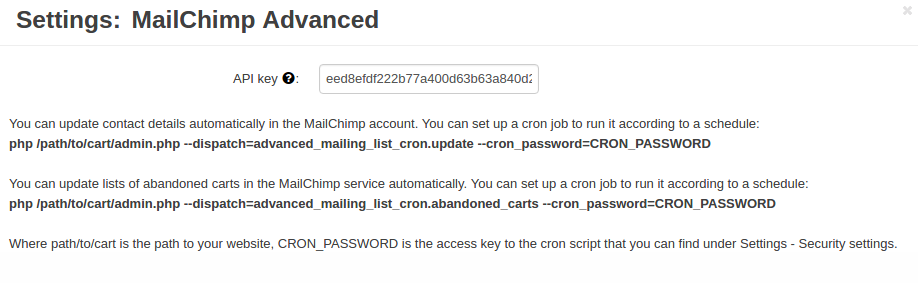 Settings: MailChimp Advanced
API key ?: eed8efdf222b77a400d63b63a840d2
You can update contact details automatically in the MailChimp account. You can set up a cron job to run it according to a schedule:
php /path/to/cart/admin.php --dispatch=advanced_mailing_list_cron.update --cron_password=CRON_PASSWORD
You can update lists of abandoned carts in the MailChimp service automatically. You can set up a cron job to run it according to a schedule:
php /path/to/cart/admin.php --dispatch=advanced_mailing_list_cron.abandoned_carts --cron_password=CRON_PASSWORD
Where path/to/cart is the path to your website, CRON_PASSWORD is the access key to the cron script that you can find under Settings - Security settings.